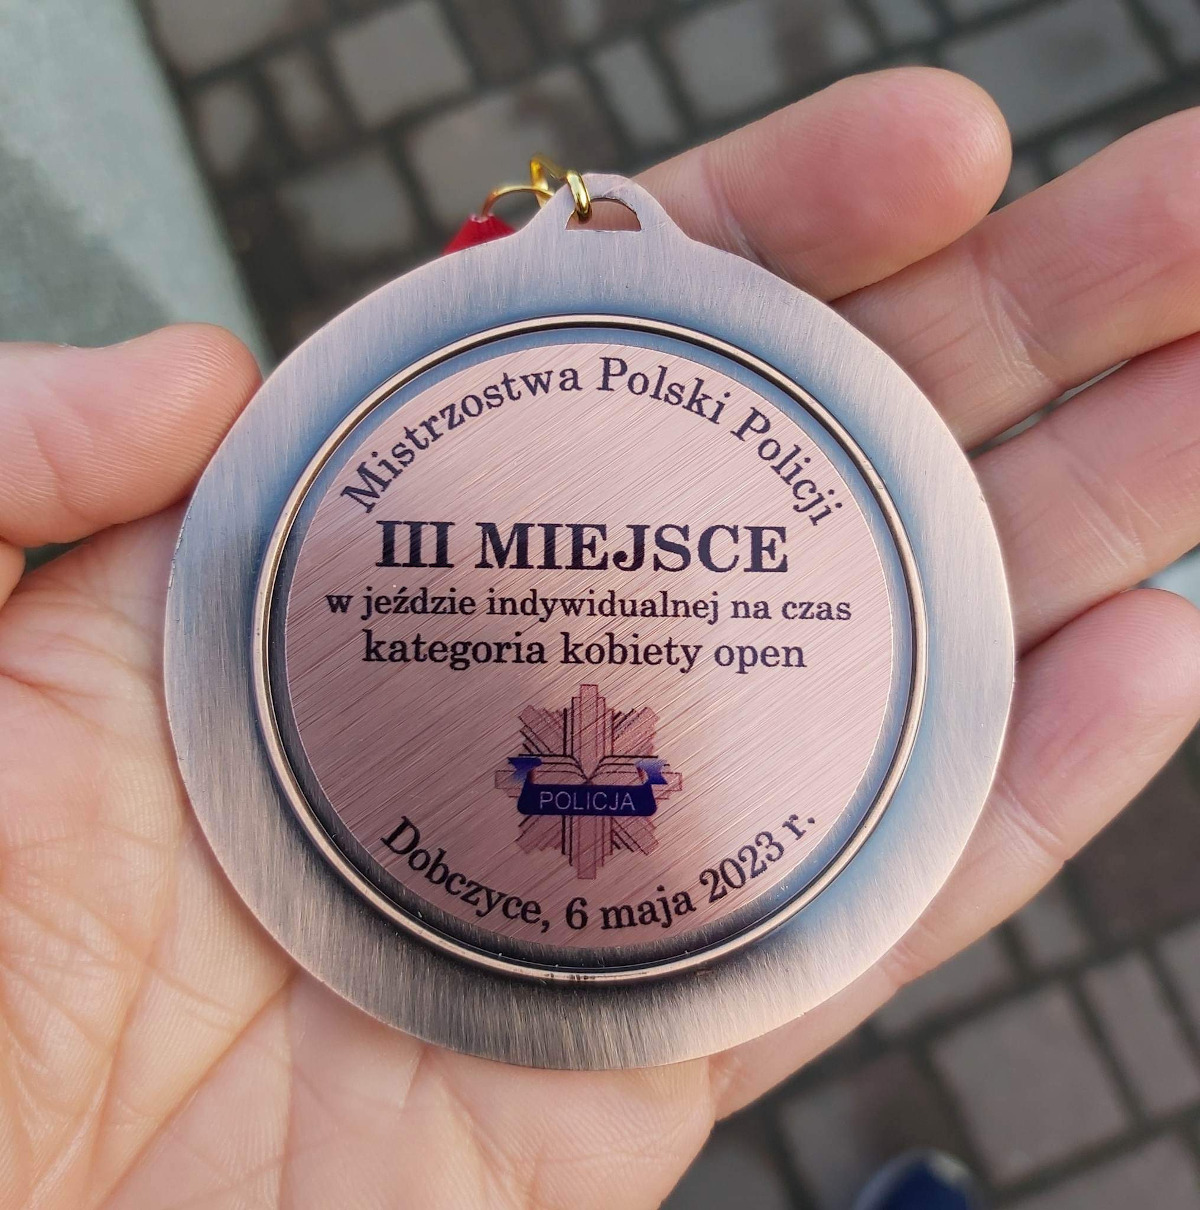 Mistrzostwa Polski Policji
III MIEJSCE
w jeździe indywidualnej na czas
kategoria kobiety open
POLICJA
Dobczyce, 6 maja 2023 r.